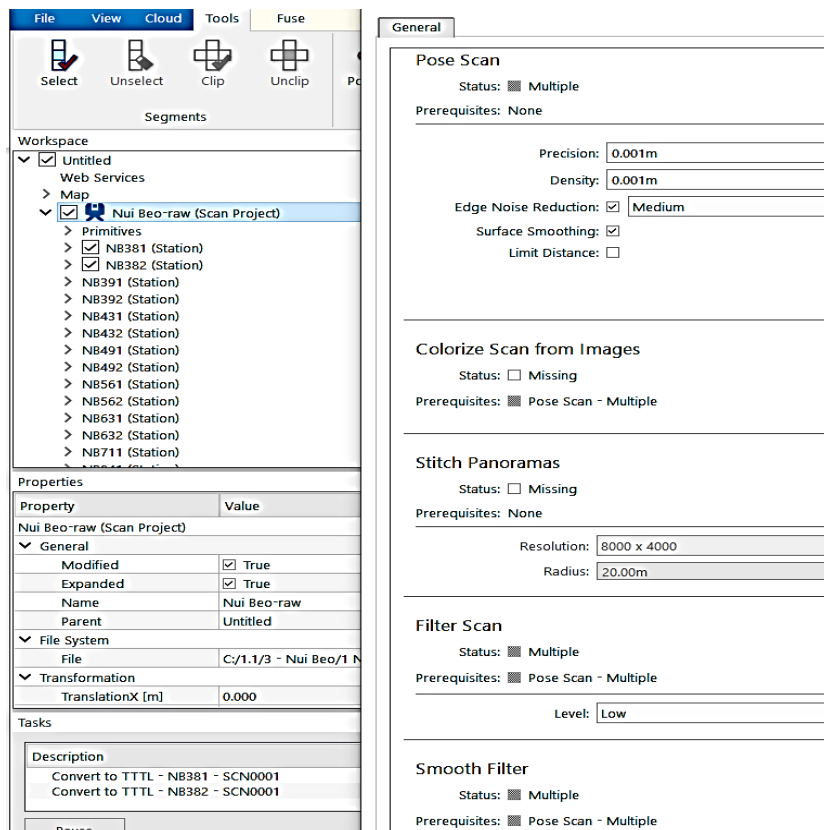 File View Cloud Tools Fuse
Select Unselect Clip Unclip
Segments
Workspace
Untitled
Web Services
Map
Nui Beo-raw (Scan Project)
Primitives
NB381 (Station)
NB382 (Station)
NB391 (Station)
NB392 (Station)
NB431 (Station)
NB432 (Station)
NB491 (Station)
NB492 (Station)
NB561 (Station)
NB562 (Station)
NB631 (Station)
NB632 (Station)
NB711 (Station)
Properties
Property Value
Nui Beo-raw (Scan Project)
General
Modified True
Expanded True
Name Nui Beo-raw
Parent Untitled
File System
File C:/1.1/3 - Nui Beo/1 N
Transformation
TranslationX [m] 0.000
Tasks
Description
Convert to TTTL - NB381 - SCN0001
Convert to TTTL - NB382 - SCN0001
General
Pose Scan
Status: Multiple
Prerequisites: None
Precision: 0.001m
Density: 0.001m
Edge Noise Reduction: Medium
Surface Smoothing:
Limit Distance:
Colorize Scan from Images
Status: Missing
Prerequisites: Pose Scan - Multiple
Stitch Panoramas
Status: Missing
Prerequisites: None
Resolution: 8000 x 4000
Radius: 20.00m
Filter Scan
Status: Multiple
Prerequisites: Pose Scan - Multiple
Level: Low
Smooth Filter
Status: Multiple
Prerequisites: Pose Scan - Multiple